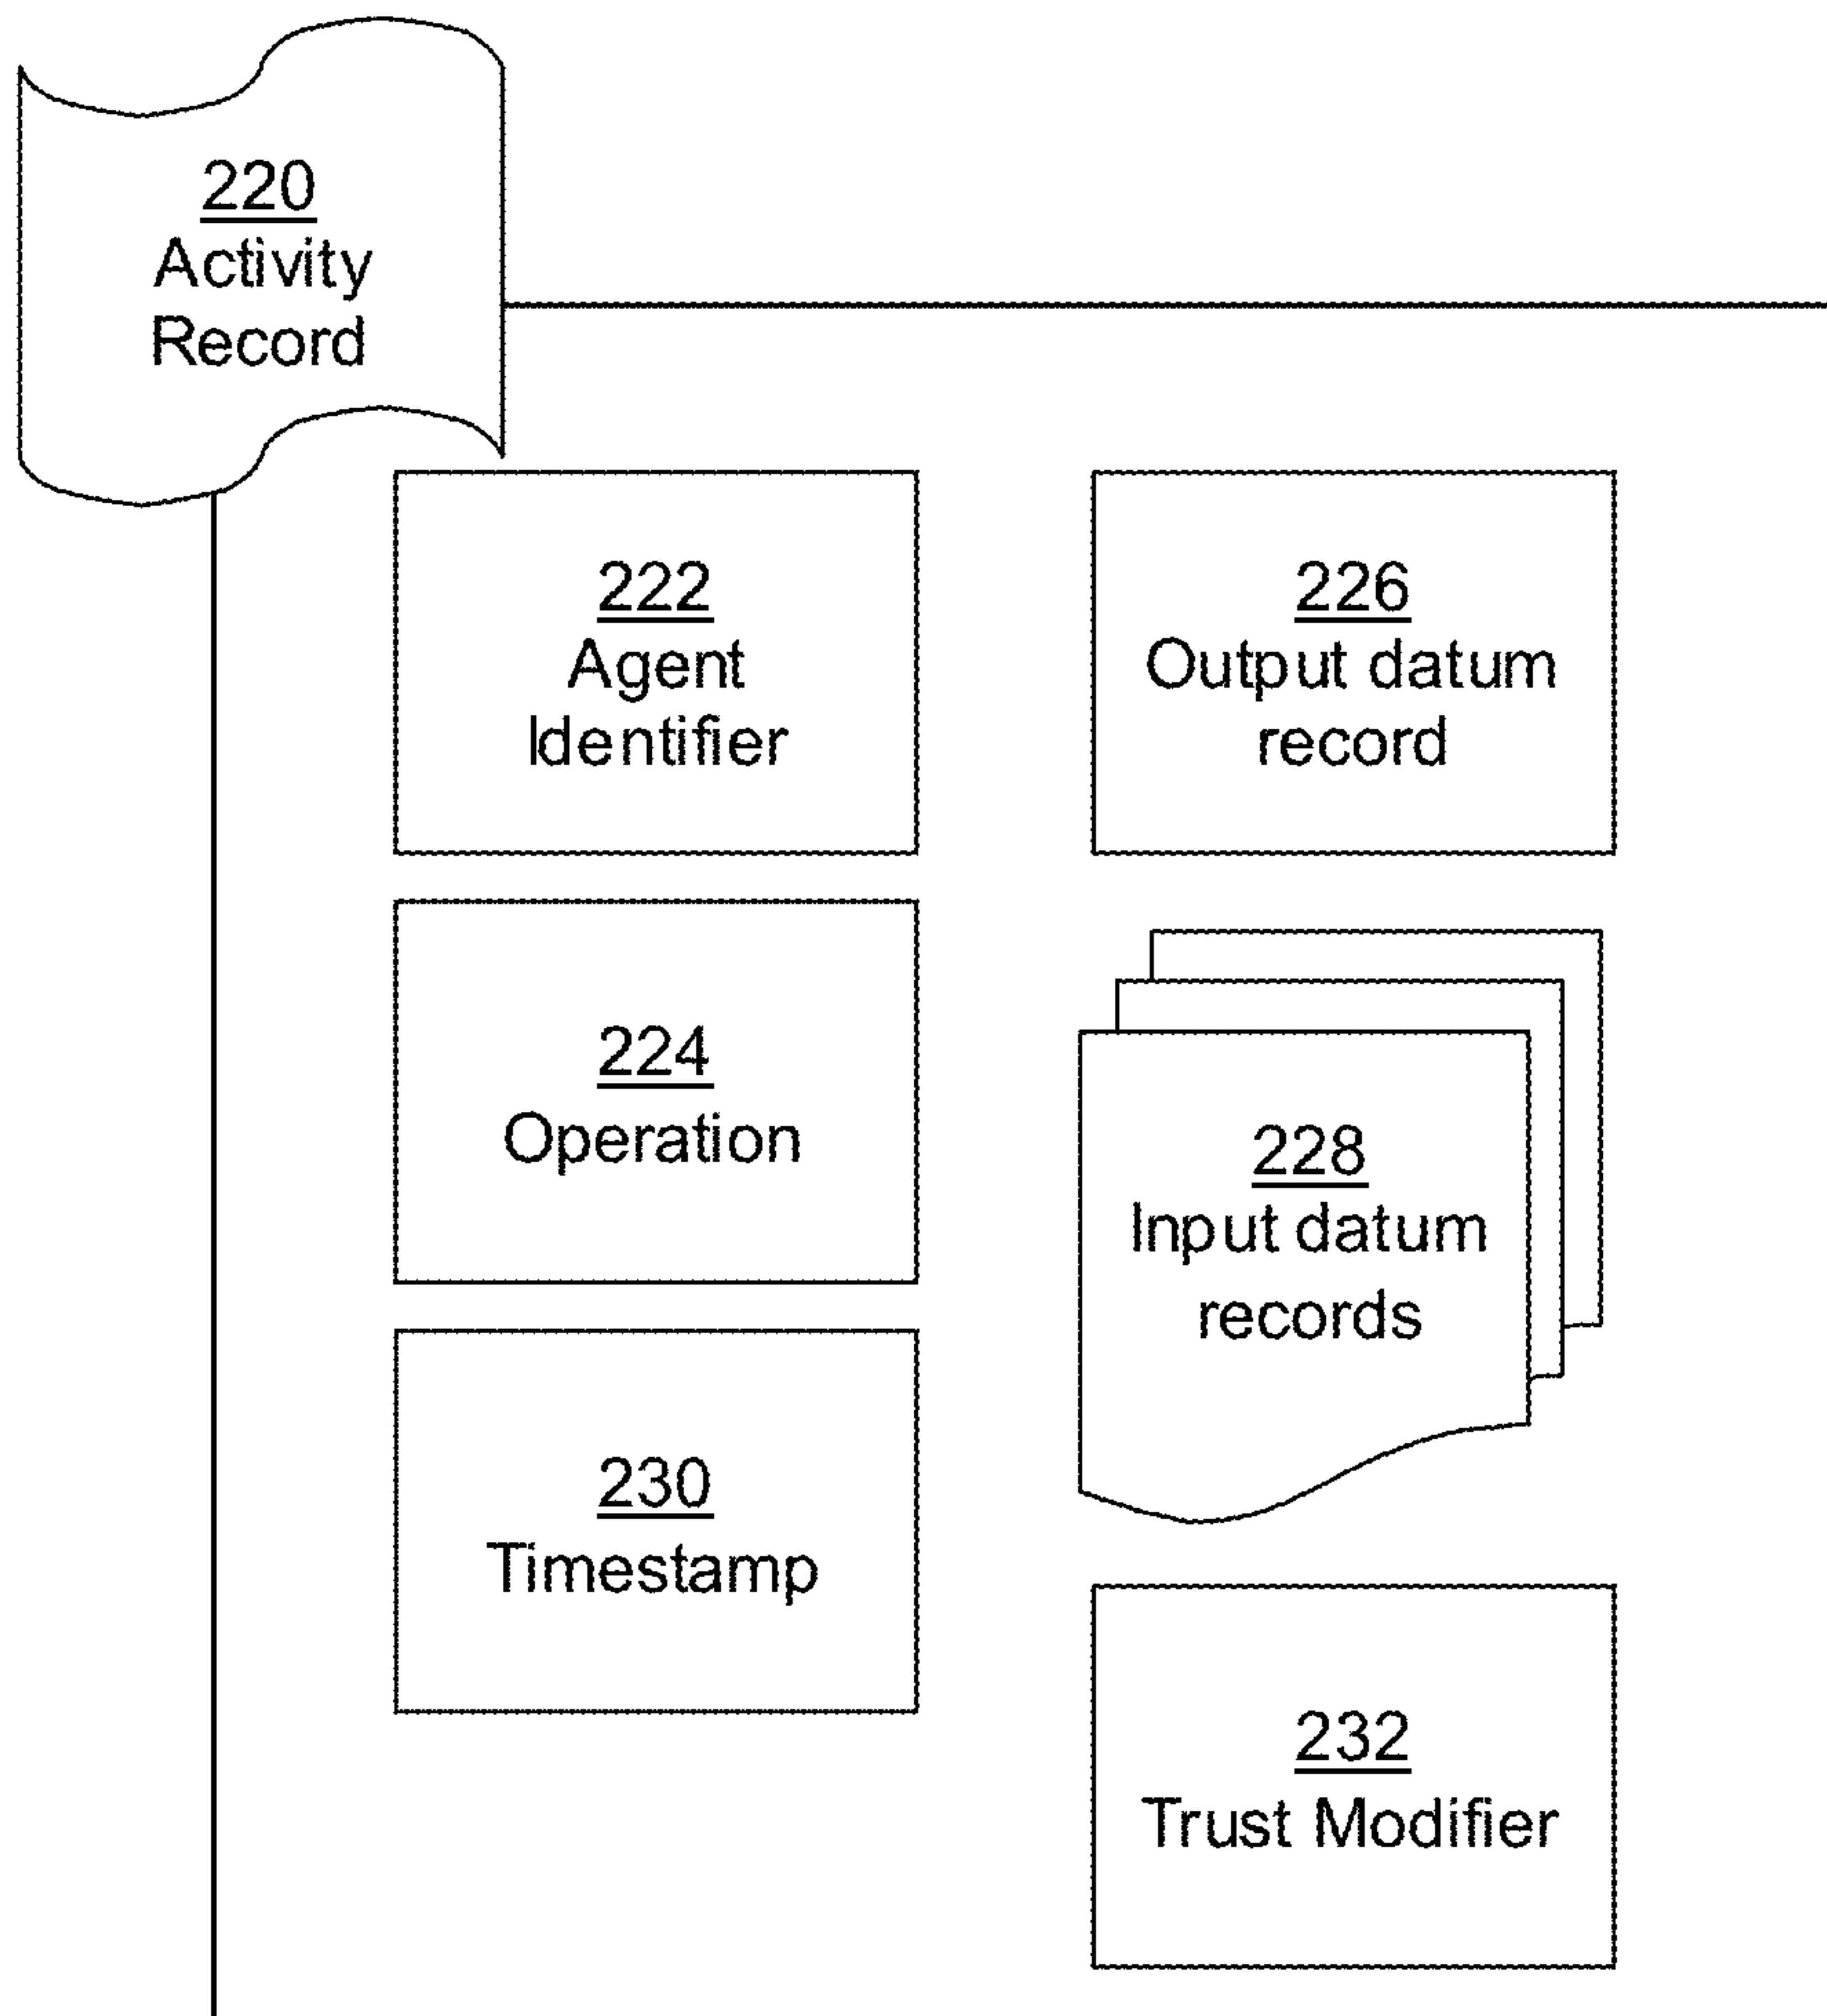 220
Activity
Record
222
Agent
Identifier
226
Output datum
record
224
Operation
228
Input datum
records
230
Timestamp
232
Trust Modifier